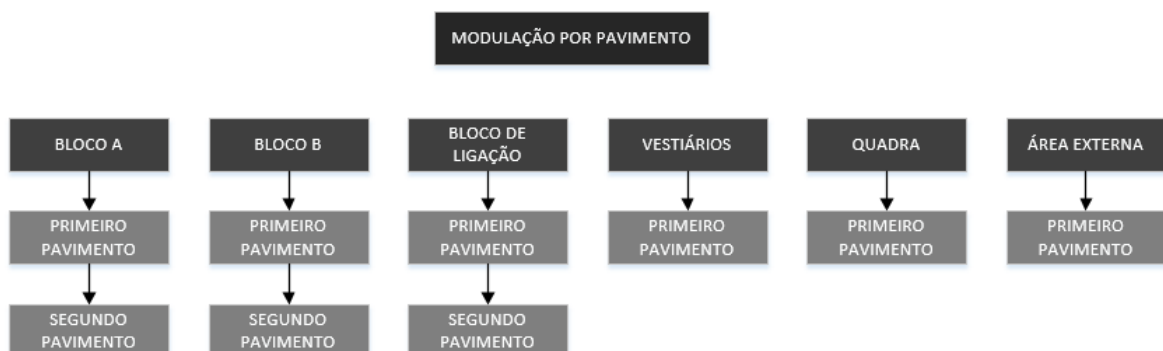 MODULAÇÃO POR PAVIMENTO
BLOCO A
BLOCO B
BLOCO DE
LIGAÇÃO
VESTIÁRIOS
QUADRA
ÁREA EXTERNA
PRIMEIRO
PAVIMENTO
PRIMEIRO
PAVIMENTO
PRIMEIRO
PAVIMENTO
PRIMEIRO
PAVIMENTO
PRIMEIRO
PAVIMENTO
PRIMEIRO
PAVIMENTO
SEGUNDO
PAVIMENTO
SEGUNDO
PAVIMENTO
SEGUNDO
PAVIMENTO